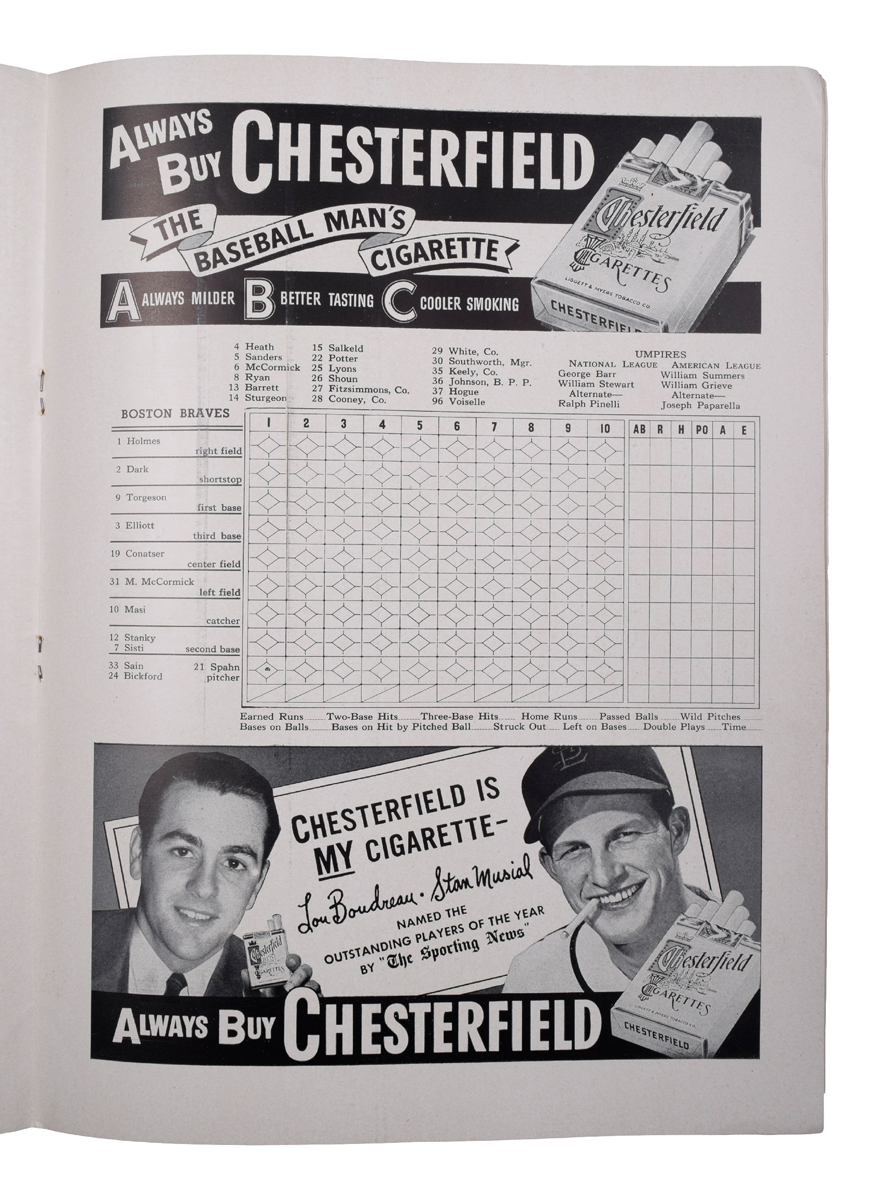 ALWAYS
BUY CHESTERFIELD
THE
BASEBALL MAN'S
CIGARETTE
A ALWAYS MILDER B BETTER TASTING C COOLER SMOKING
Chesterfield
CIGARETTES
LIGGETT & MYERS TOBACCO CO.
CHESTERFIELD
4 Heath
5 Sanders
6 McCormick
8 Ryan
13 Barrett
14 Sturgeon
15 Salkeld
22 Potter
25 Lyons
26 Shoun
27 Fitzsimmons, Co.
28 Cooney, Co.
29 White, Co.
30 Southworth, Mgr.
35 Keely, Co.
36 Johnson, B. P. P.
37 Hogue
96 Voiselle
UMPIRES
NATIONAL LEAGUE AMERICAN LEAGUE
George Barr William Summers
William Stewart William Grieve
Alternate— Alternate—
Ralph Pinelli Joseph Paparella
BOSTON BRAVES 1 2 3 4 5 6 7 8 9 10 AB R H PO A E
1 Holmes
right field
2 Dark
shortstop
9 Torgeson
first base
3 Elliott
third base
19 Conatser
center field
31 M. McCormick
left field
10 Masi
catcher
12 Stanky
7 Sisti second base
33 Sain 21 Spahn
24 Bickford pitcher
Earned Runs Two-Base Hits Three-Base Hits Home Runs Passed Balls Wild Pitches
Bases on Balls Bases on Hit by Pitched Ball Struck Out Left on Bases Double Plays Time
CHESTERFIELD IS
MY CIGARETTE—
Lou Boudreau · Stan Musial
NAMED THE
OUTSTANDING PLAYERS OF THE YEAR
BY "The Sporting News"
Chesterfield
CIGARETTES
Chesterfield
CIGARETTES
LIGGETT & MYERS TOBACCO CO.
CHESTERFIELD
ALWAYS BUY CHESTERFIELD